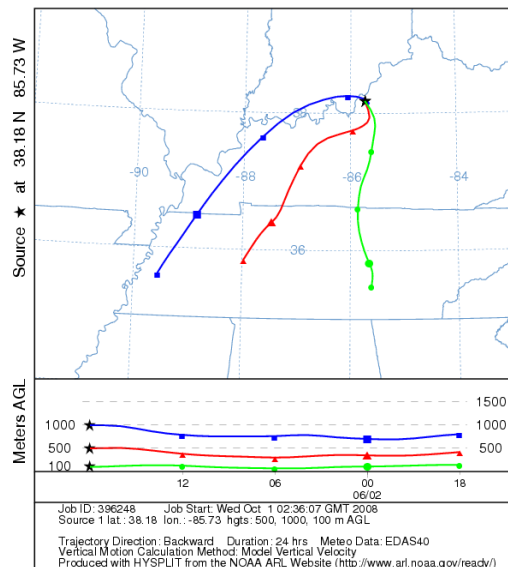 Source ★ at 38.18 N 85.73 W
-90
-88
-86
-84
36
Meters AGL
1500
1000
1000
500
500
100
12
06
00
18
06/02
Job ID: 396248 Job Start: Wed Oct 1 02:36:07 GMT 2008
Source 1 lat.: 38.18 lon.: -85.73 hgts: 500, 1000, 100 m AGL
Trajectory Direction: Backward Duration: 24 hrs Meteo Data: EDAS40
Vertical Motion Calculation Method: Model Vertical Velocity
Produced with HYSPLIT from the NOAA ARL Website (http://www.arl.noaa.gov/ready/)